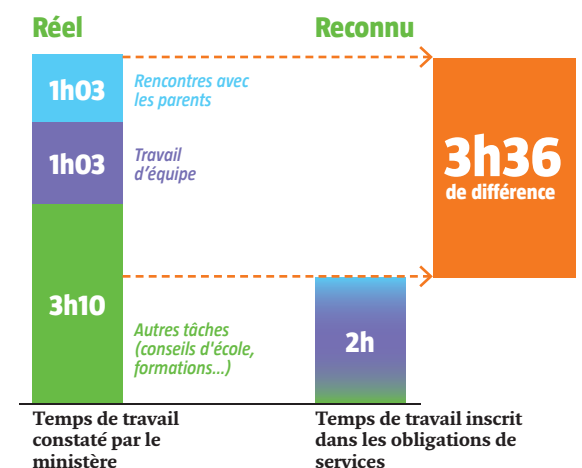 Réel
Reconnu
1h03
Rencontres avec
les parents
1h03
Travail
d'équipe
3h36
de différence
3h10
Autres tâches
(conseils d'école,
formations...)
2h
Temps de travail
constaté par le
ministère
Temps de travail inscrit
dans les obligations de
services